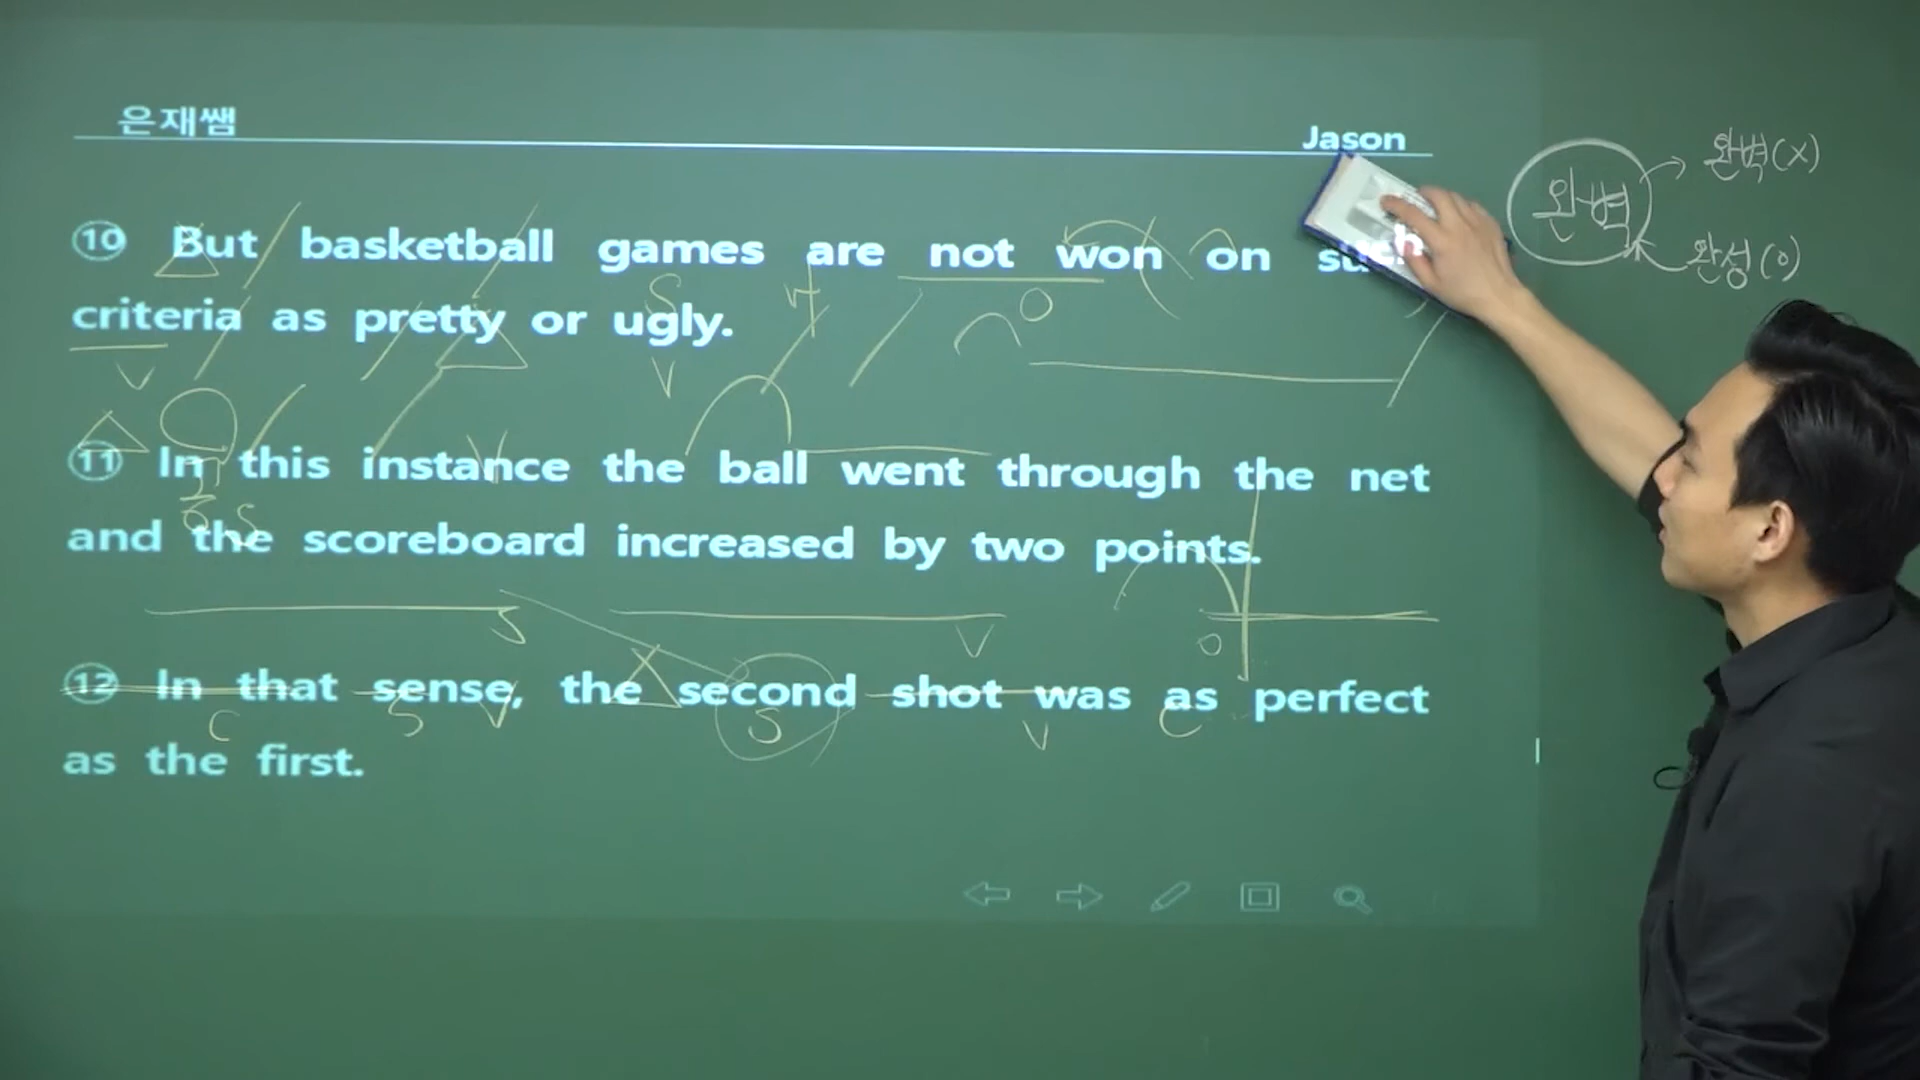 은재쌤
Jason
⑩ But basketball games are not won on such
criteria as pretty or ugly.
⑪ In this instance the ball went through the net
and the scoreboard increased by two points.
⑫ In that sense, the second shot was as perfect
as the first.
완벽
완벽(X)
완성(O)
S
V
O
V
V
V
S
S
V
O
C
S
V
S
V
C